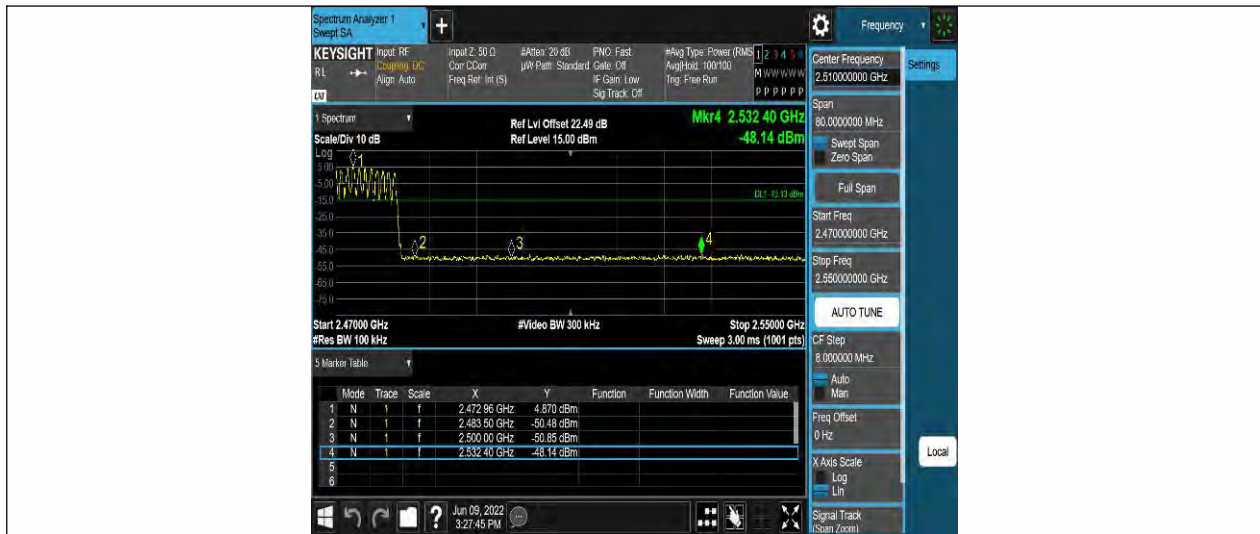 Spectrum Analyzer 1
Swept SA
Frequency
KEYSIGHT
RL
Input: RF
Coupling: DC
Align: Auto
Input Z: 50 Ω
Corr CCorr
Freq Ref: Int (S)
#Atten: 20 dB
µW Path: Standard
PNO: Fast
Gate: Off
IF Gain: Low
Sig Track: Off
#Avg Type: Power (RMS
Avg|Hold: 100/100
Trig: Free Run
1 2 3 4 5
M W W W W W
P P P P P P
1 Spectrum
Scale/Div 10 dB
Ref Lvl Offset 22.49 dB
Ref Level 15.00 dBm
Mkr4 2.532 40 GHz
-48.14 dBm
Log
5.00
-5.00
-15.0
-25.0
-35.0
-45.0
-55.0
-65.0
-75.0
1
2
3
4
DL1 -15.13 dBm
Start 2.47000 GHz
#Res BW 100 kHz
#Video BW 300 kHz
Stop 2.55000 GHz
Sweep 3.00 ms (1001 pts)
5 Marker Table
Mode Trace Scale X Y Function Function Width Function Value
1 N 1 f 2.472 96 GHz 4.870 dBm
2 N 1 f 2.483 50 GHz -50.48 dBm
3 N 1 f 2.500 00 GHz -50.85 dBm
4 N 1 f 2.532 40 GHz -48.14 dBm
5
6
Jun 09, 2022
3:27:45 PM
Center Frequency
2.510000000 GHz
Span
80.0000000 MHz
Swept Span
Zero Span
Full Span
Start Freq
2.470000000 GHz
Stop Freq
2.550000000 GHz
AUTO TUNE
CF Step
8.000000 MHz
Auto
Man
Freq Offset
0 Hz
X Axis Scale
Log
Lin
Signal Track
(Span Zoom)
Settings
Local